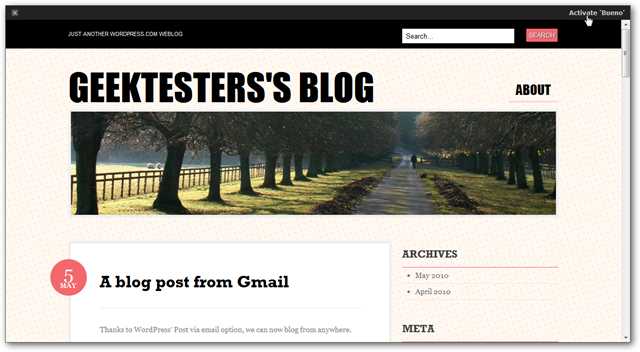 Activate 'Bueno'
JUST ANOTHER WORDPRESS.COM WEBLOG
Search...
SEARCH
GEEKTESTERS'S BLOG
ABOUT
5
MAY
A blog post from Gmail
Thanks to WordPress' Post via email option, we can now blog from anywhere.
ARCHIVES
May 2010
April 2010
META